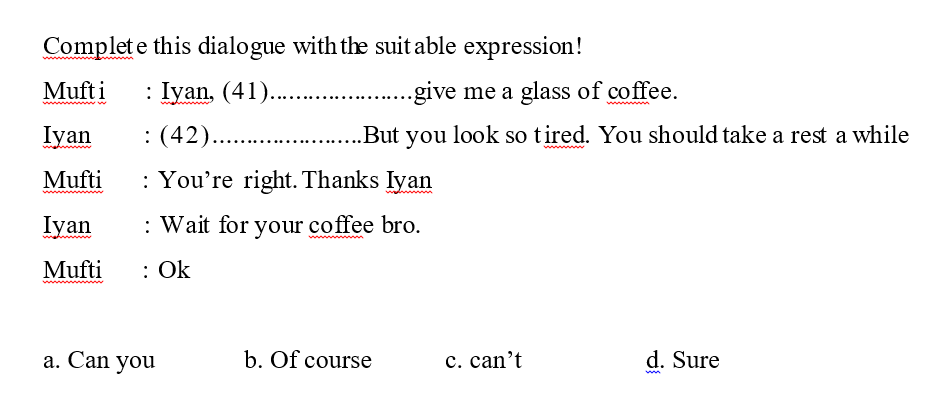 Complete this dialogue with the suitable expression!
Mufti : Iyan, (41)......................give me a glass of coffee.
Iyan : (42).......................But you look so tired. You should take a rest a while
Mufti : You’re right. Thanks Iyan
Iyan : Wait for your coffee bro.
Mufti : Ok
a. Can you b. Of course c. can’t d. Sure